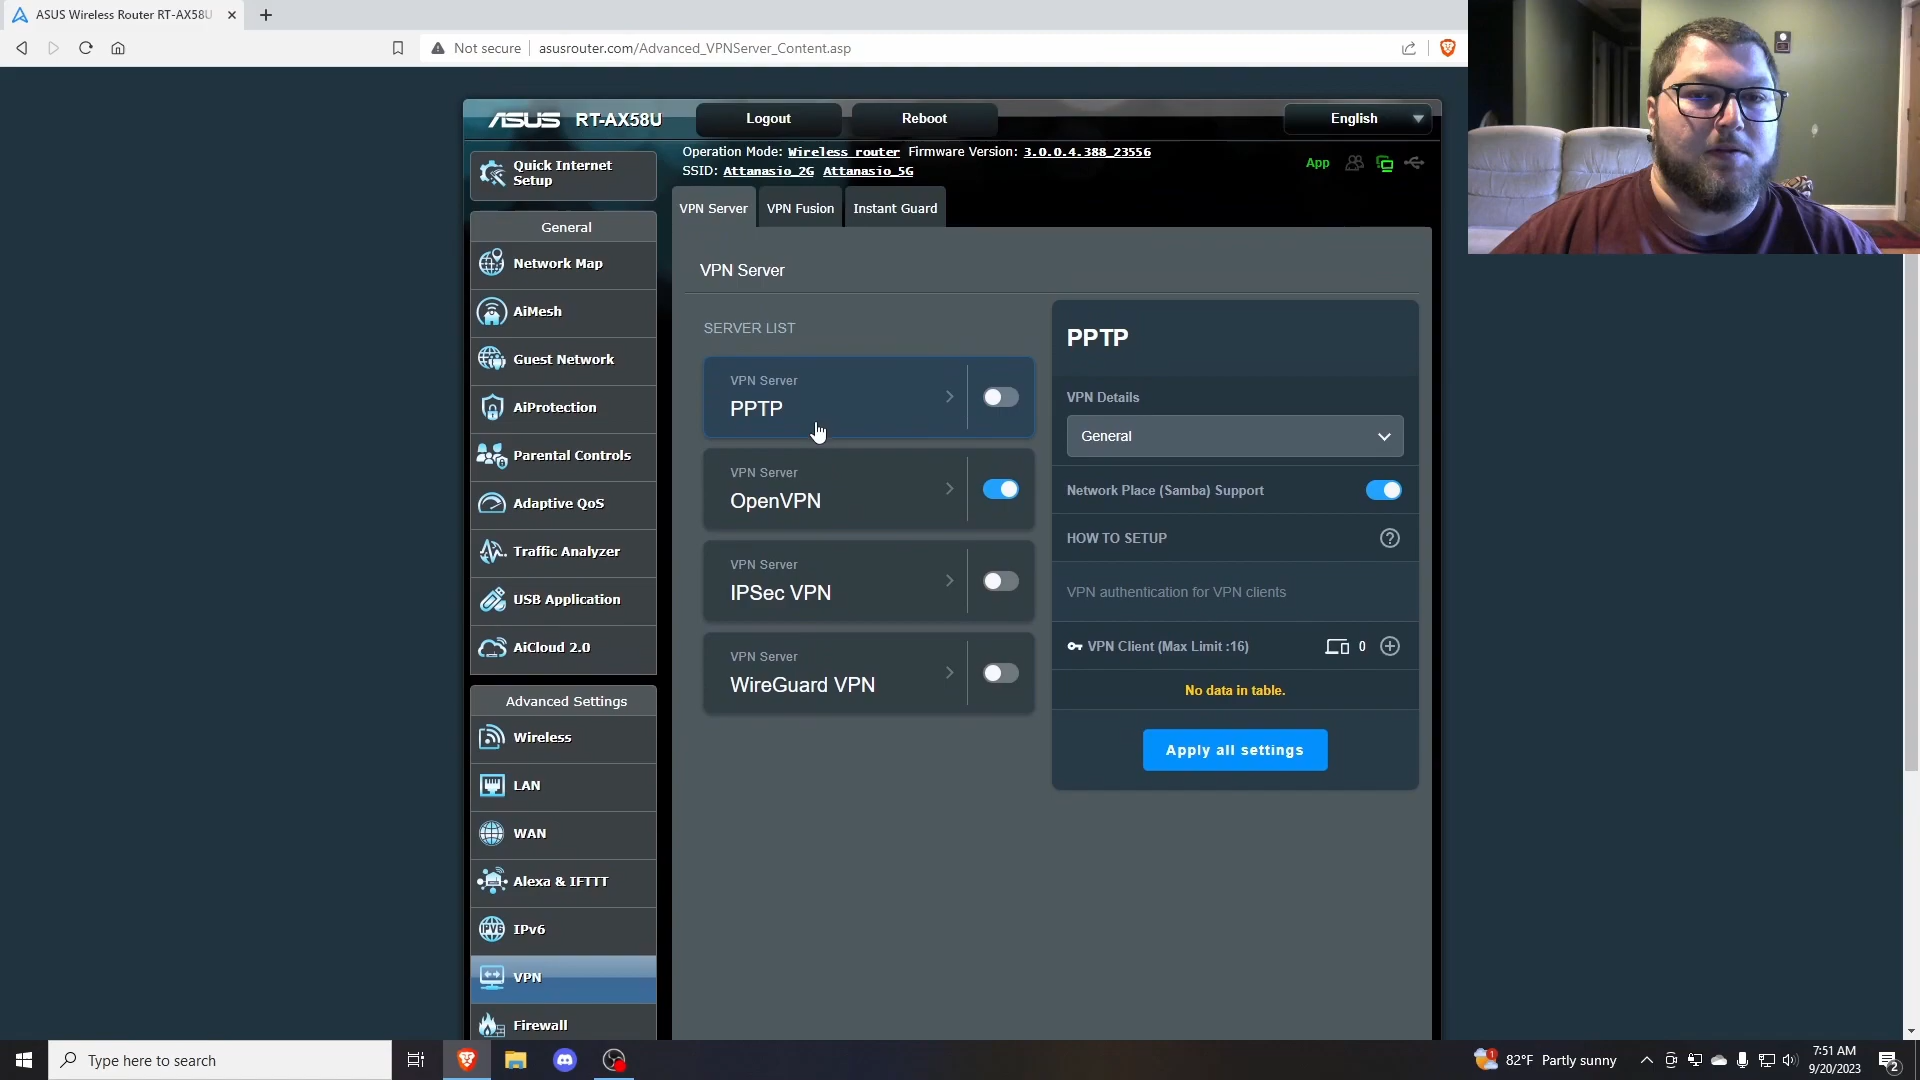 ASUS Wireless Router RT-AX58U
Not secure asusrouter.com/Advanced_VPNServer_Content.asp
ASUS RT-AX58U Logout Reboot English
Operation Mode: Wireless router Firmware Version: 3.0.0.4.388_23556
SSID: Attanasio_2G Attanasio_5G
App
VPN Server VPN Fusion Instant Guard
Quick Internet
Setup
General
Network Map
AiMesh
Guest Network
AiProtection
Parental Controls
Adaptive QoS
Traffic Analyzer
USB Application
AiCloud 2.0
Advanced Settings
Wireless
LAN
WAN
Alexa & IFTTT
IPv6
VPN
Firewall
VPN Server
SERVER LIST
VPN Server
PPTP
VPN Server
OpenVPN
VPN Server
IPSec VPN
VPN Server
WireGuard VPN
PPTP
VPN Details
General
Network Place (Samba) Support
HOW TO SETUP
VPN authentication for VPN clients
VPN Client (Max Limit :16) 0
No data in table.
Apply all settings
Type here to search
1
82°F Partly sunny
7:51 AM
9/20/2023
2